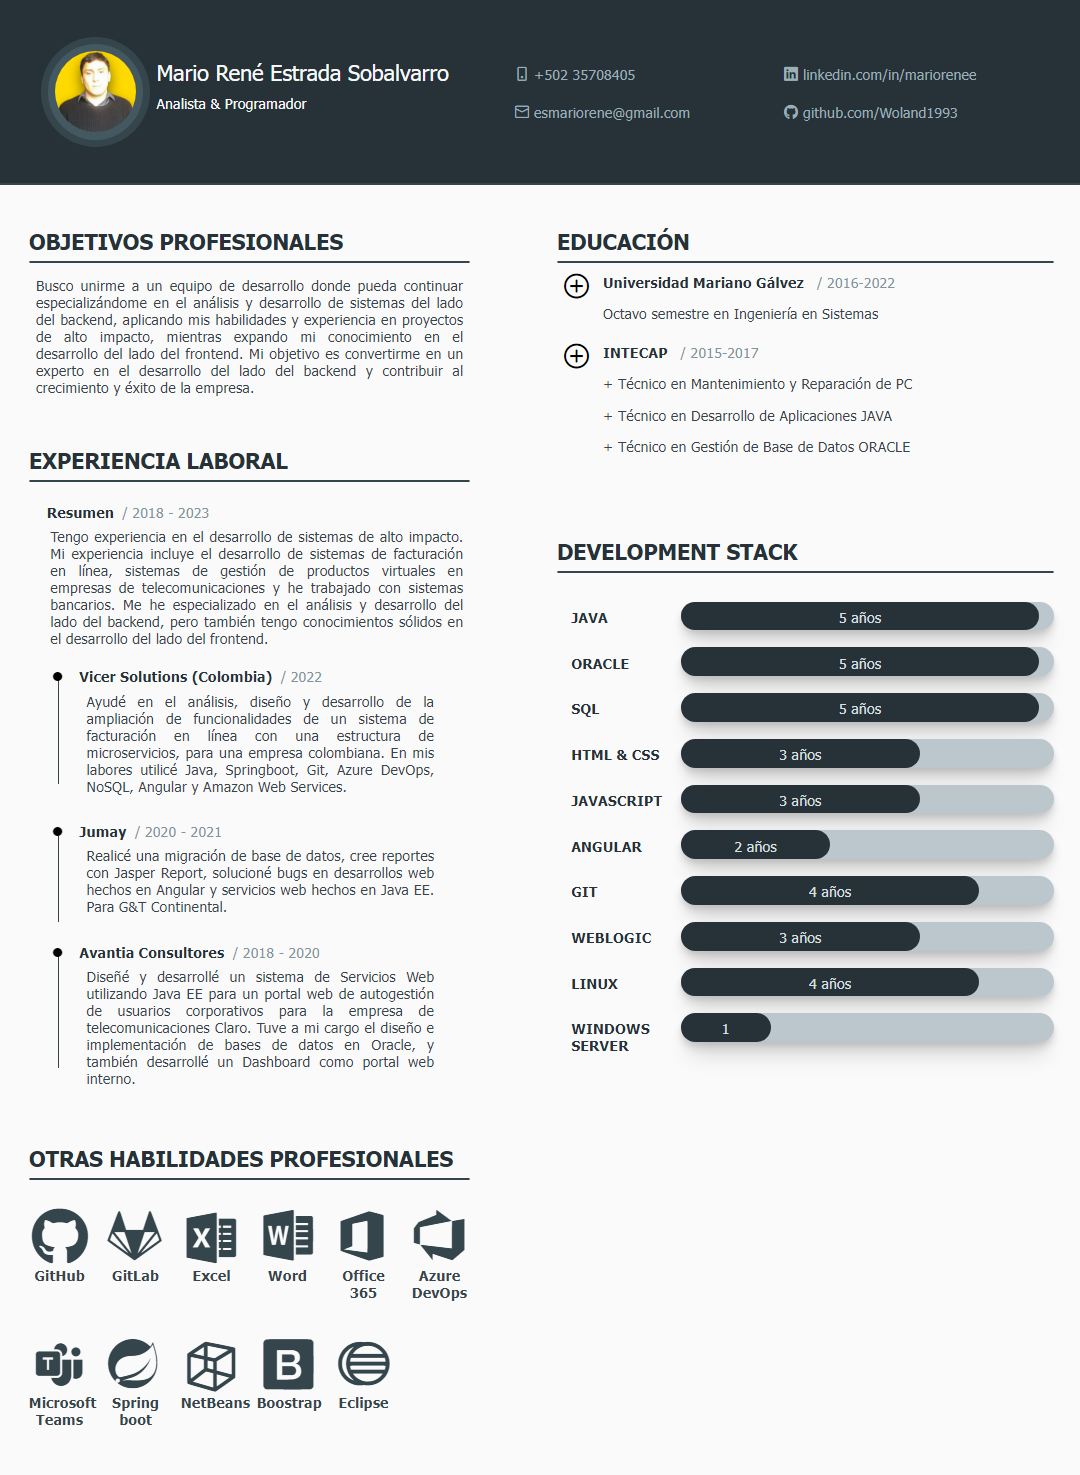 Mario René Estrada Sobalvarro
Analista & Programador
+502 35708405
esmariorene@gmail.com
linkedin.com/in/mariorenee
github.com/Woland1993
OBJETIVOS PROFESIONALES
Busco unirme a un equipo de desarrollo donde pueda continuar
especializándome en el análisis y desarrollo de sistemas del lado
del backend, aplicando mis habilidades y experiencia en proyectos
de alto impacto, mientras expando mi conocimiento en el
desarrollo del lado del frontend. Mi objetivo es convertirme en un
experto en el desarrollo del lado del backend y contribuir al
crecimiento y éxito de la empresa.
EXPERIENCIA LABORAL
Resumen / 2018 - 2023
Tengo experiencia en el desarrollo de sistemas de alto impacto.
Mi experiencia incluye el desarrollo de sistemas de facturación
en línea, sistemas de gestión de productos virtuales en
empresas de telecomunicaciones y he trabajado con sistemas
bancarios. Me he especializado en el análisis y desarollo del
lado del backend, pero también tengo conocimientos sólidos en
el desarrollo del lado del frontend.
Vicer Solutions (Colombia) / 2022
Ayudé en el análisis, diseño y desarrollo de la
ampliación de funcionalidades de un sistema de
facturación en línea con una estructura de
microservicios, para una empresa colombiana. En mis
labores utilicé Java, Springboot, Git, Azure DevOps,
NoSQL, Angular y Amazon Web Services.
Jumay / 2020 - 2021
Realicé una migración de base de datos, cree reportes
con Jasper Report, solucioné bugs en desarrollos web
hechos en Angular y servicios web hechos en Java EE.
Para G&T Continental.
Avantia Consultores / 2018 - 2020
Diseñé y desarrollé un sistema de Servicios Web
utilizando Java EE para un portal web de autogestión
de usuarios corporativos para la empresa de
telecomunicaciones Claro. Tuve a mi cargo el diseño e
implementación de bases de datos en Oracle, y
también desarrollé un Dashboard como portal web
interno.
OTRAS HABILIDADES PROFESIONALES
GitHub
GitLab
X
Excel
W
Word
Office
365
Azure
DevOps
T
Microsoft
Teams
Spring
boot
NetBeans
B
Boostrap
Eclipse
EDUCACIÓN
Universidad Mariano Gálvez / 2016-2022
Octavo semestre en Ingeniería en Sistemas
INTECAP / 2015-2017
+ Técnico en Mantenimiento y Reparación de PC
+ Técnico en Desarrollo de Aplicaciones JAVA
+ Técnico en Gestión de Base de Datos ORACLE
DEVELOPMENT STACK
JAVA 5 años
ORACLE 5 años
SQL 5 años
HTML & CSS 3 años
JAVASCRIPT 3 años
ANGULAR 2 años
GIT 4 años
WEBLOGIC 3 años
LINUX 4 años
WINDOWS 1
SERVER